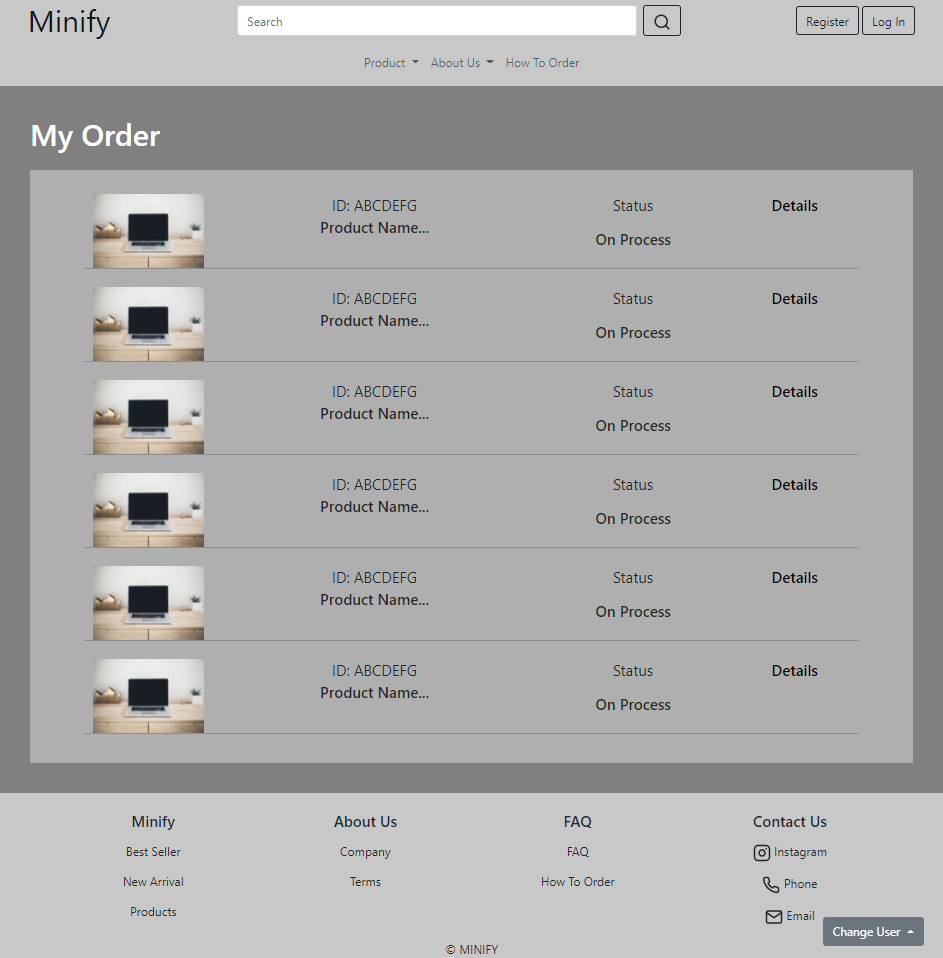 Minify
Search
Register
Log In
Product
About Us
How To Order
My Order
ID: ABCDEFG
Product Name...
Status
On Process
Details
ID: ABCDEFG
Product Name...
Status
On Process
Details
ID: ABCDEFG
Product Name...
Status
On Process
Details
ID: ABCDEFG
Product Name...
Status
On Process
Details
ID: ABCDEFG
Product Name...
Status
On Process
Details
ID: ABCDEFG
Product Name...
Status
On Process
Details
Minify
Best Seller
New Arrival
Products
About Us
Company
Terms
FAQ
FAQ
How To Order
Contact Us
Instagram
Phone
Email
Change User
© MINIFY